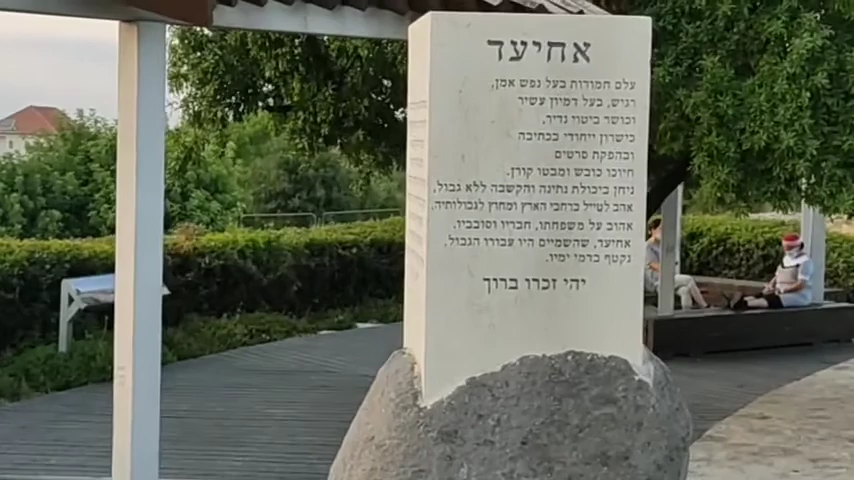 אחיעד
עלם חמודות בעל נפש אמן,
רגיש, בעל דמיון עשיר
וכושר ביטוי נדיר.
כישרון ייחודי בכתיבה
ובהפקת סרטים
חיוכו כובש ומבטו קורן.
ניחן ביכולת נתינה והקשבה ללא גבול,
אהב לטייל ברחבי הארץ ומחוץ לגבולותיה.
אהוב על משפחתו, חבריו וסובביו.
אחיעד, שהשמיים היו עבורו הגבול,
נקטף בדמי ימיו.
יהי זכרו ברוך